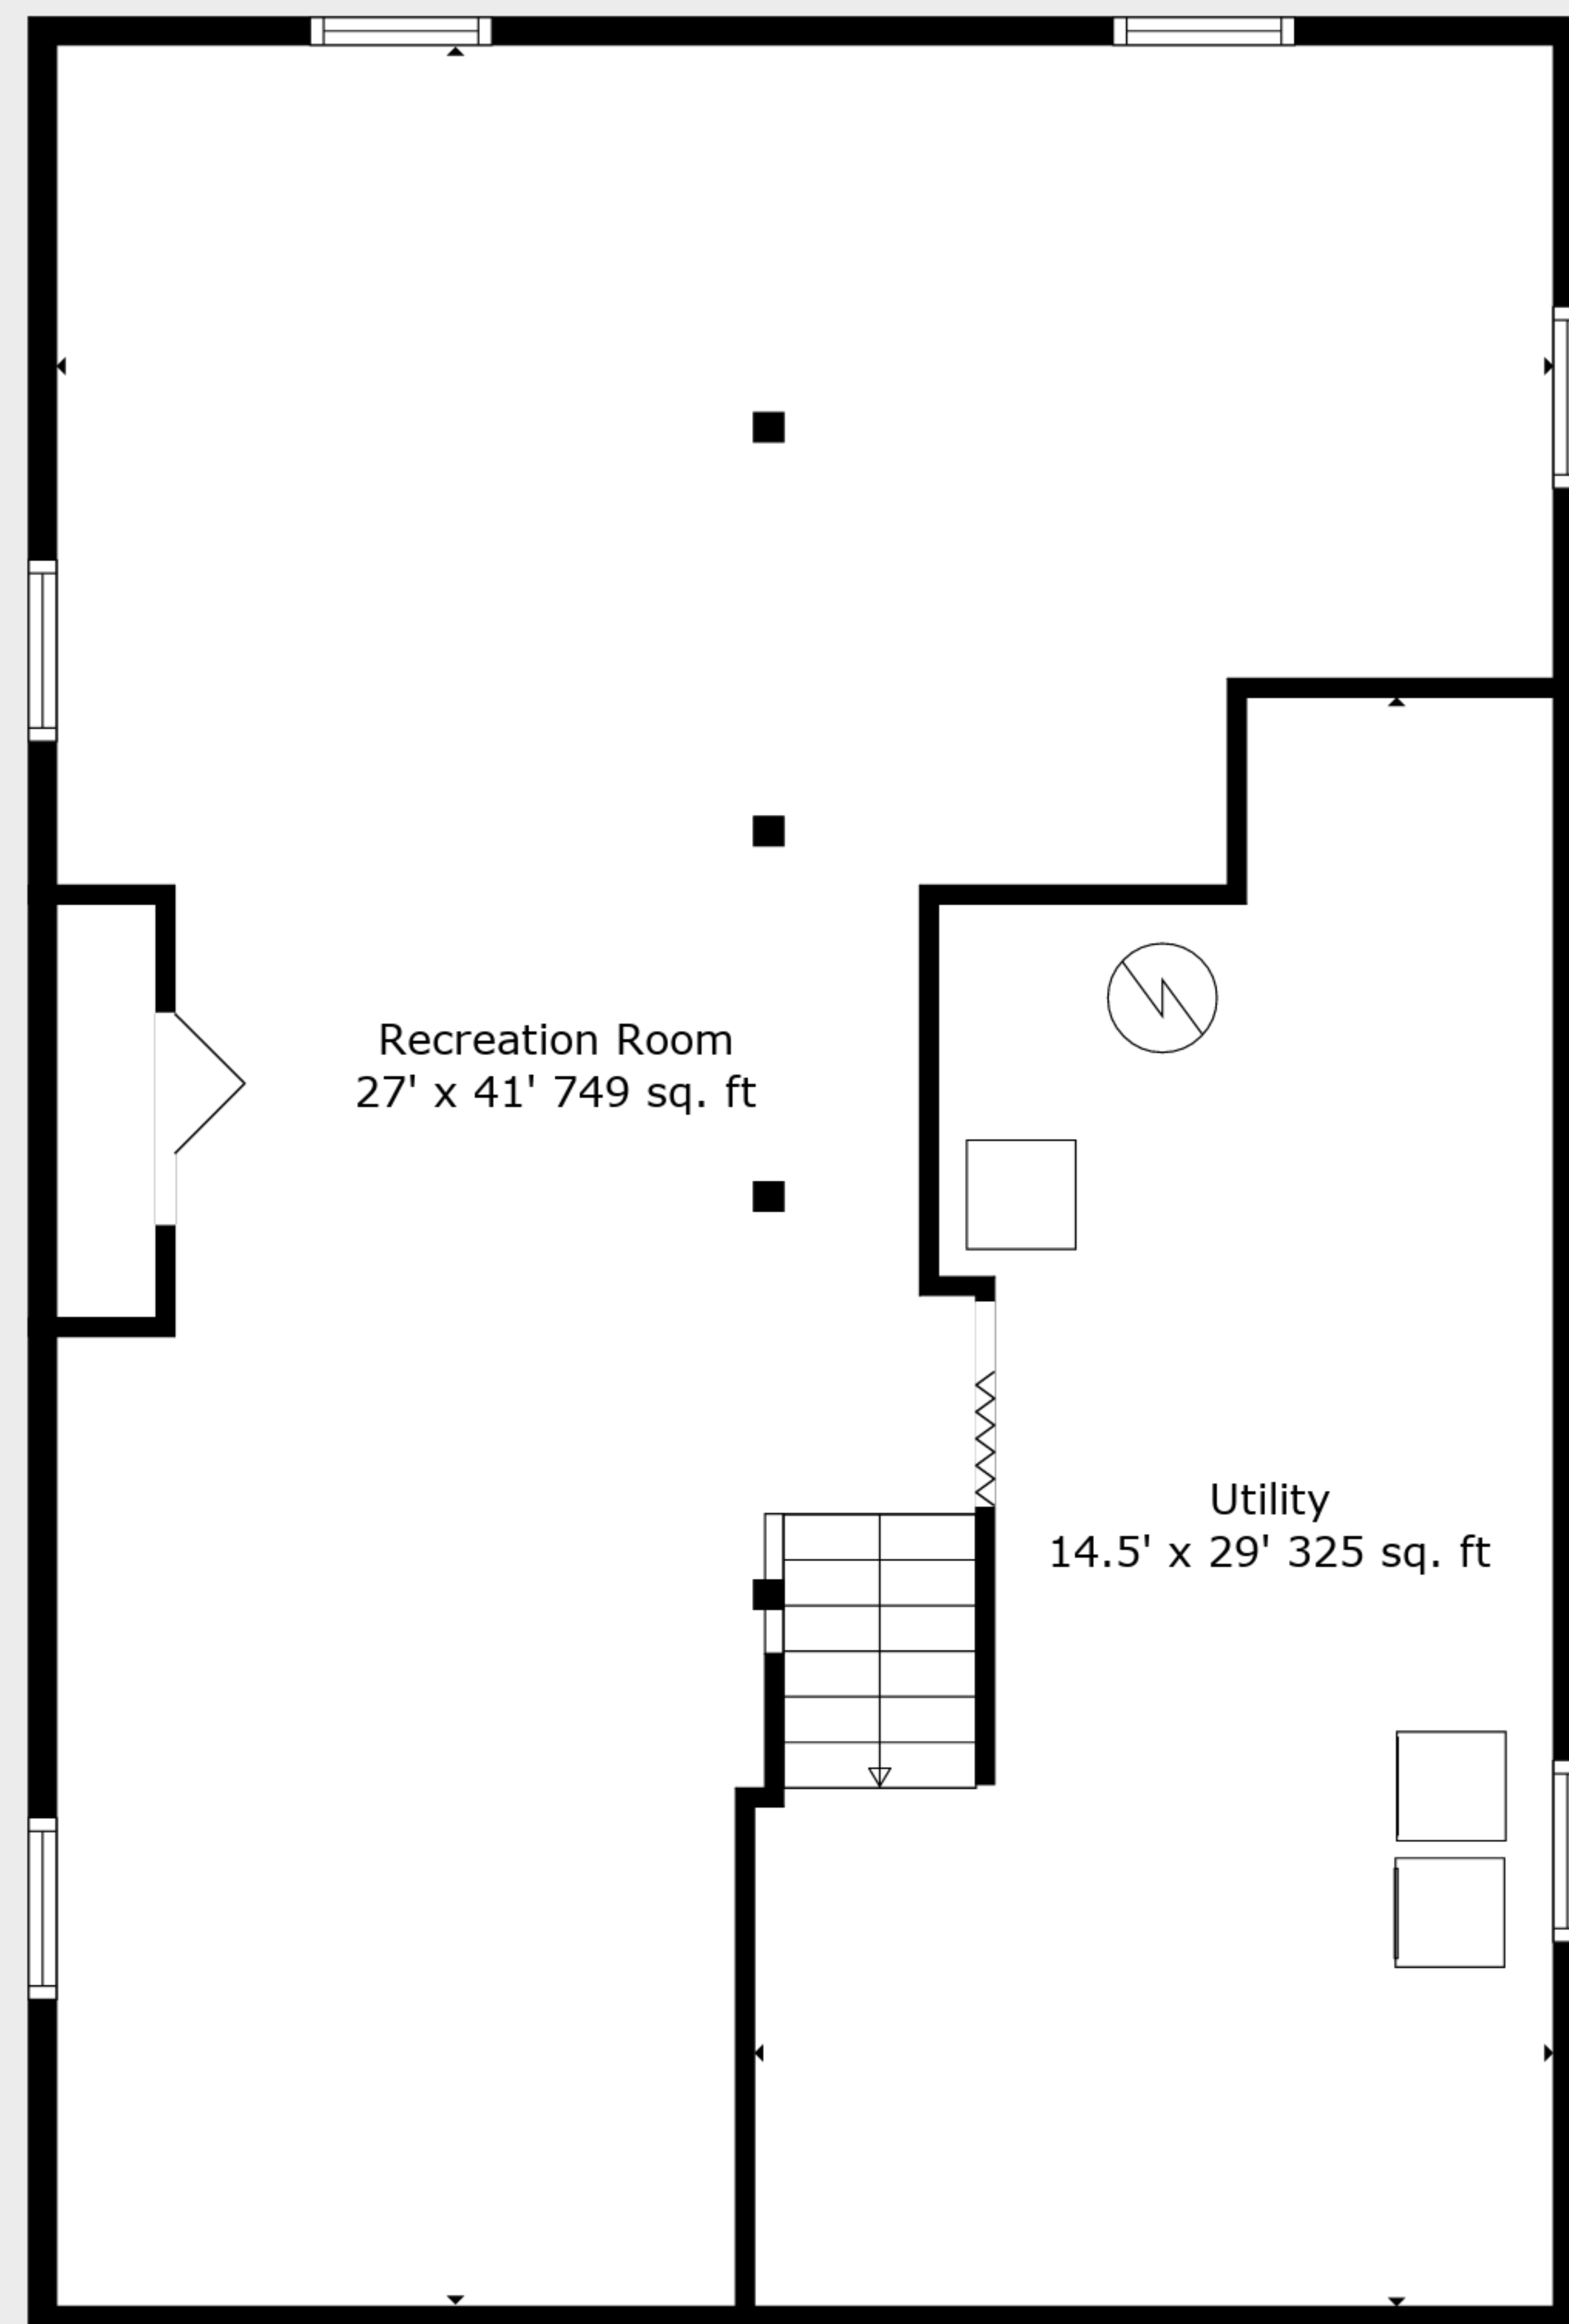 Recreation Room
27' x 41' 749 sq. ft
Utility
14.5' x 29' 325 sq. ft